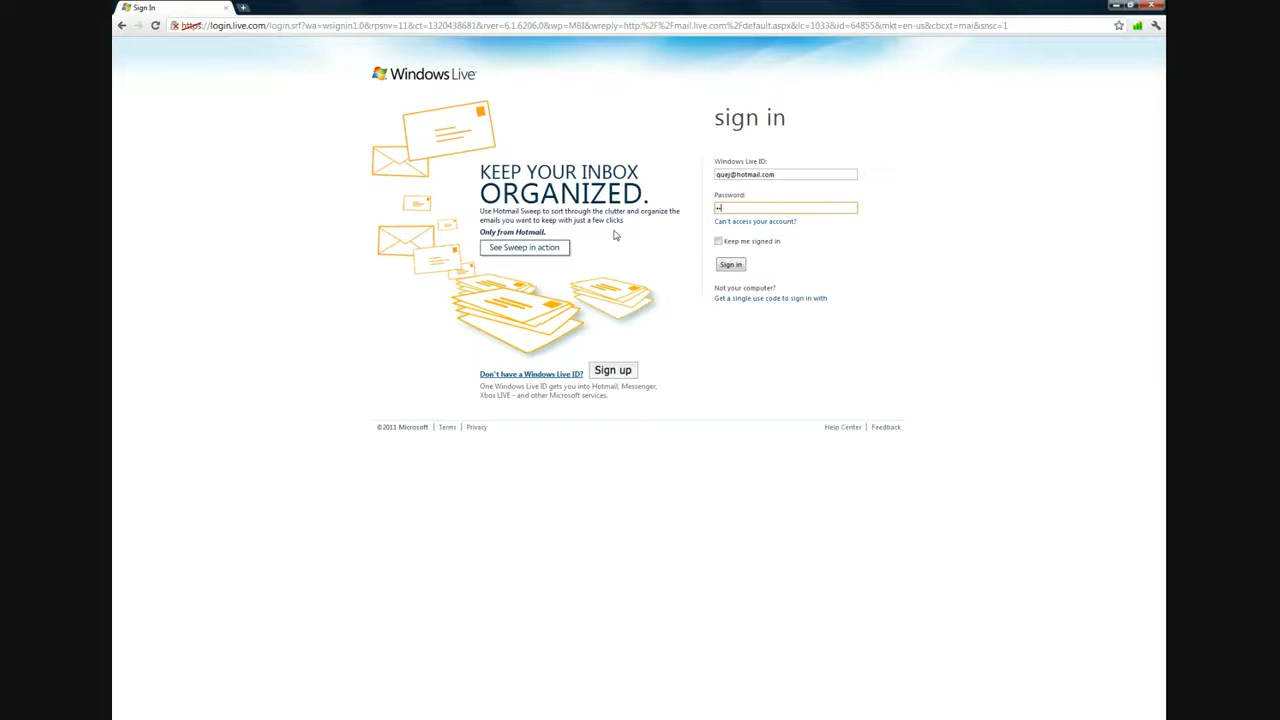 Sign In
https://login.live.com/login.srf?wa=wsignin1.0&rpsnv=11&ct=1320438681&rver=6.1.6206.0&wp=MBI&wreply=http:%2F%2Fmail.live.com%2Fdefault.aspx&lc=1033&id=64855&mkt=en-us&cbcxt=mai&snsc=1
Windows Live
KEEP YOUR INBOX
ORGANIZED.
Use Hotmail Sweep to sort through the clutter and organize the
emails you want to keep with just a few clicks
Only from Hotmail.
See Sweep in action
Don't have a Windows Live ID?
Sign up
One Windows Live ID gets you into Hotmail, Messenger,
Xbox LIVE - and other Microsoft services.
sign in
Windows Live ID:
quej@hotmail.com
Password:
••
Can't access your account?
Keep me signed in
Sign in
Not your computer?
Get a single use code to sign in with
©2011 Microsoft | Terms | Privacy
Help Center | Feedback